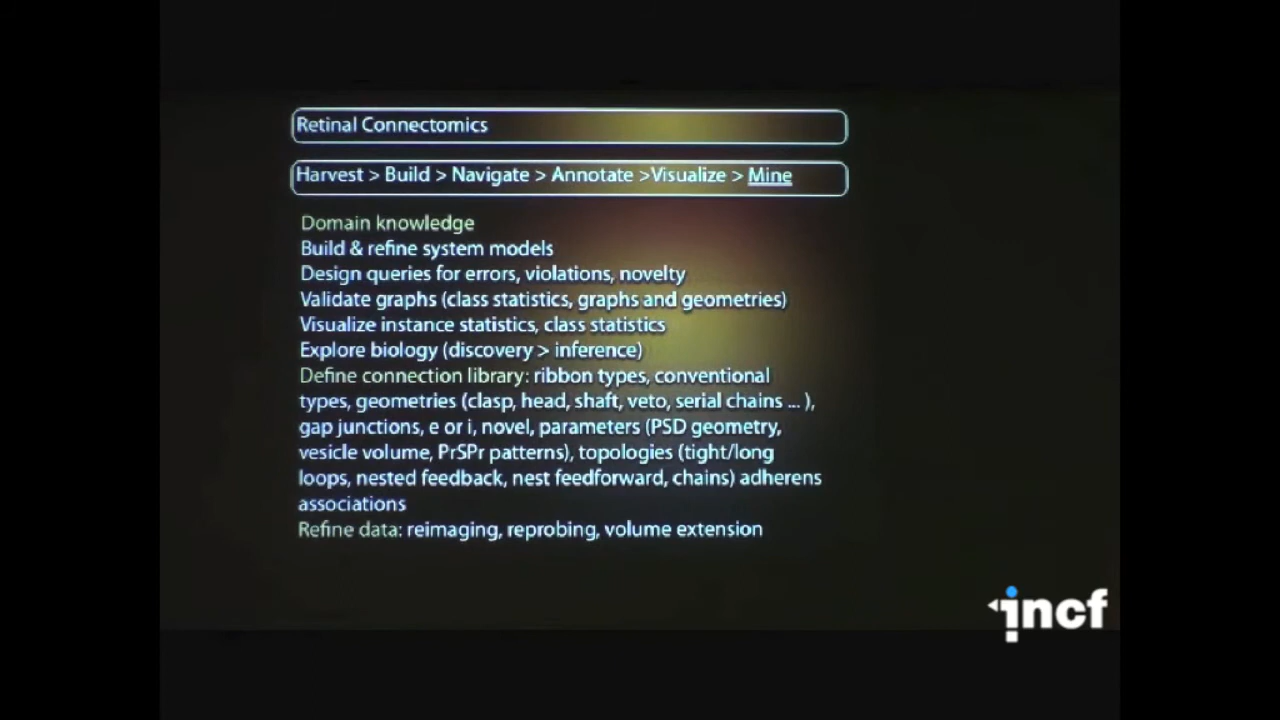 Retinal Connectomics
Harvest > Build > Navigate > Annotate >Visualize > Mine
Domain knowledge
Build & refine system models
Design queries for errors, violations, novelty
Validate graphs (class statistics, graphs and geometries)
Visualize instance statistics, class statistics
Explore biology (discovery > inference)
Define connection library: ribbon types, conventional
types, geometries (clasp, head, shaft, veto, serial chains ... ),
gap junctions, e or i, novel, parameters (PSD geometry,
vesicle volume, PrSPr patterns), topologies (tight/long
loops, nested feedback, nest feedforward, chains) adherens
associations
Refine data: reimaging, reprobing, volume extension
incf